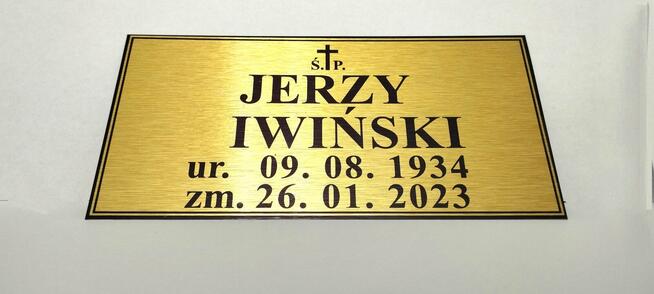 Ś.✝P.
JERZY
IWIŃSKI
ur. 09. 08. 1934
zm. 26. 01. 2023